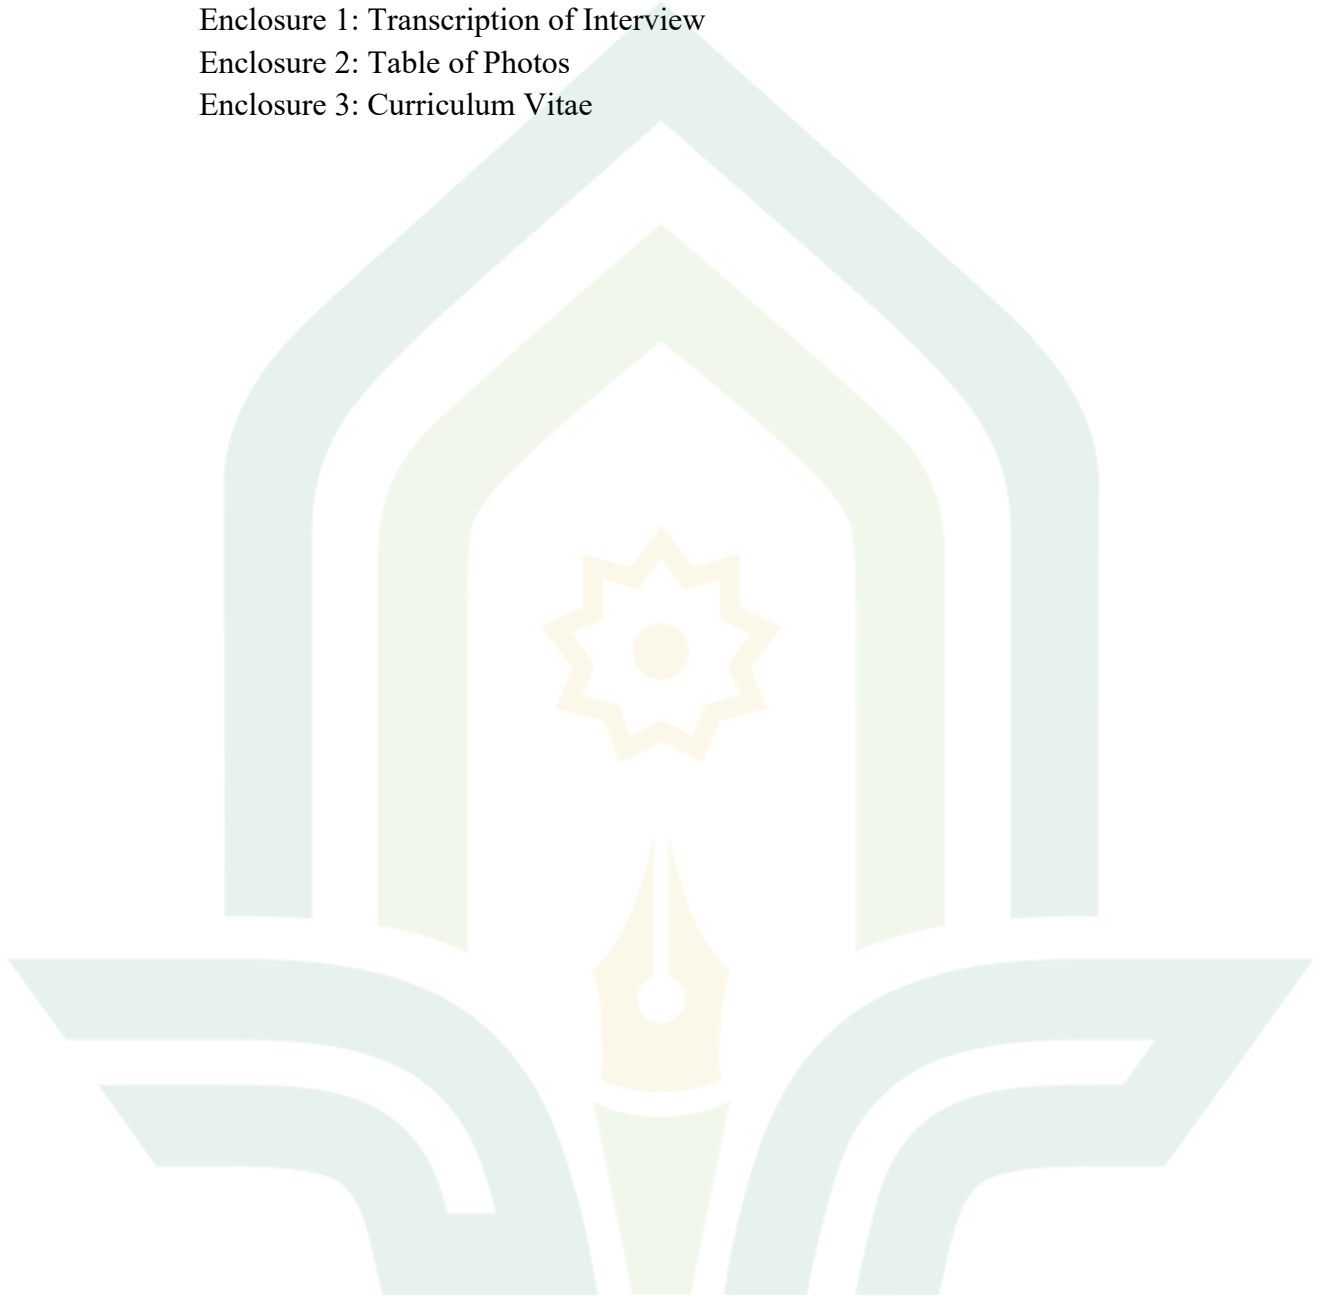 Enclosure 1: Transcription of Interview
Enclosure 2: Table of Photos
Enclosure 3: Curriculum Vitae